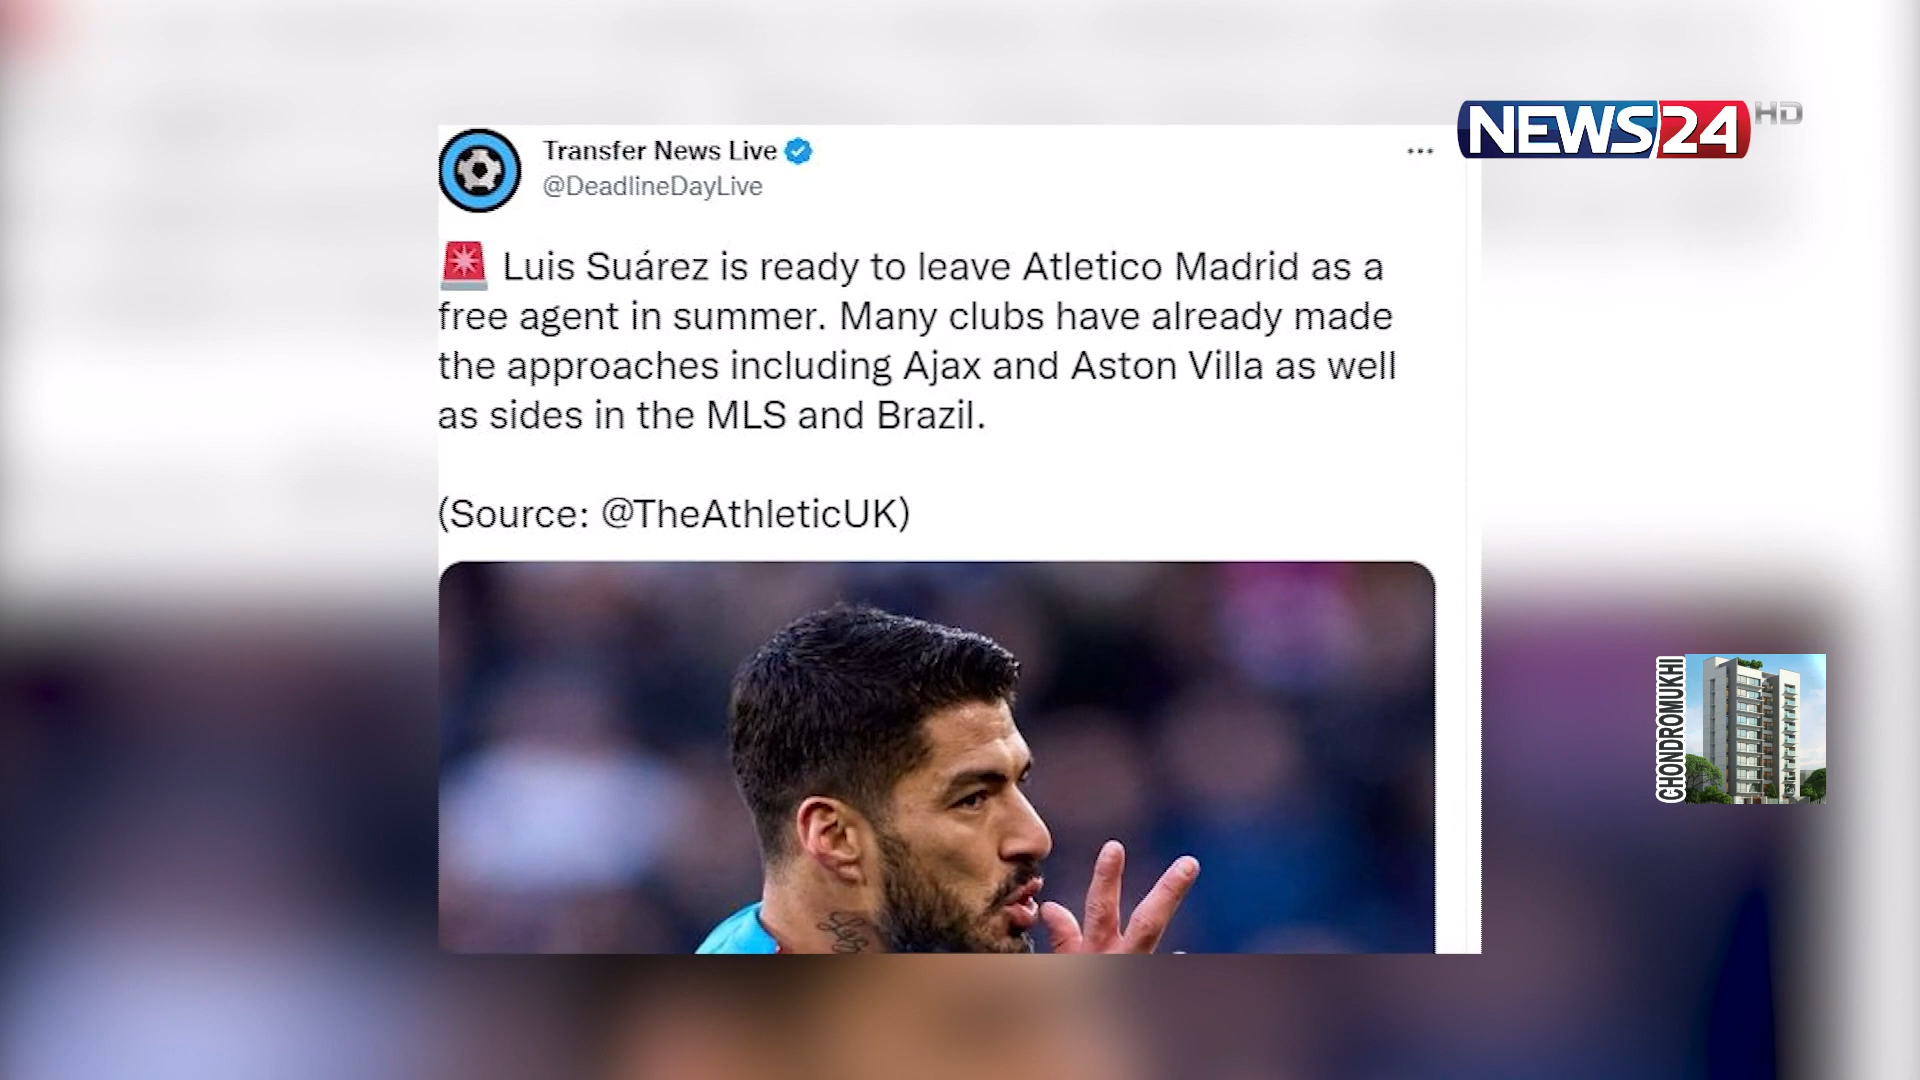 NEWS24 HD
Transfer News Live
@DeadlineDayLive
Luis Suárez is ready to leave Atletico Madrid as a
free agent in summer. Many clubs have already made
the approaches including Ajax and Aston Villa as well
as sides in the MLS and Brazil.
(Source: @TheAthleticUK)
CHONDROMUKHI